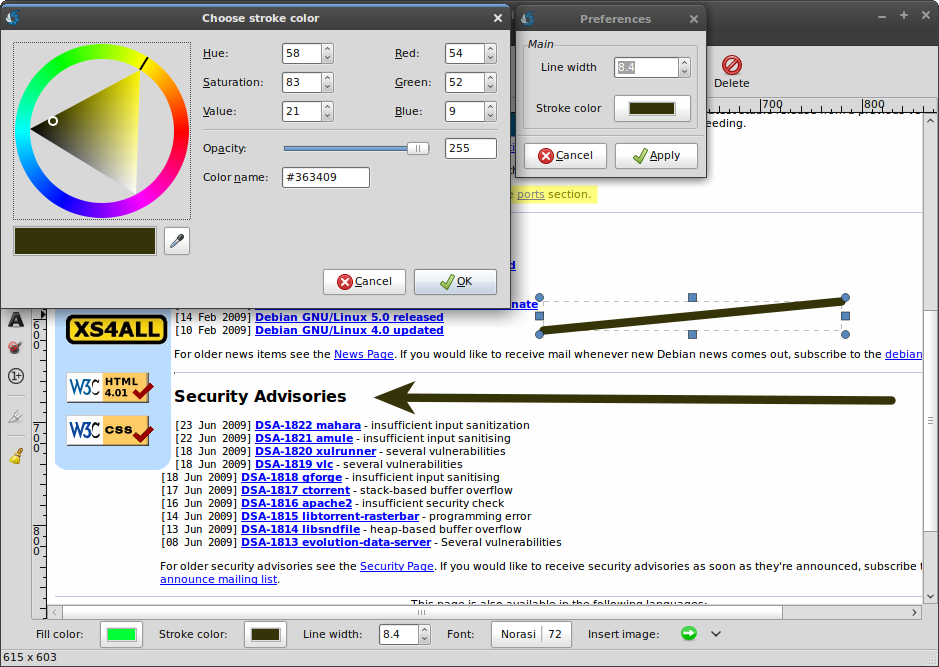 Choose stroke color
Hue: 58 Red: 54
Saturation: 83 Green: 52
Value: 21 Blue: 9
Opacity: 255
Color name: #363409
Cancel OK
Preferences
Main
Line width 8.4
Stroke color
Cancel Apply
Delete
700 800
eeding.
ports section.
nate
[14 Feb 2009] Debian GNU/Linux 5.0 released
[10 Feb 2009] Debian GNU/Linux 4.0 updated
For older news items see the News Page. If you would like to receive mail whenever new Debian news comes out, subscribe to the debian
Security Advisories
[23 Jun 2009] DSA-1822 mahara - insufficient input sanitization
[22 Jun 2009] DSA-1821 amule - insufficient input sanitising
[18 Jun 2009] DSA-1820 xulrunner - several vulnerabilities
[18 Jun 2009] DSA-1819 vlc - several vulnerabilities
[18 Jun 2009] DSA-1818 gforge - insufficient input sanitising
[17 Jun 2009] DSA-1817 ctorrent - stack-based buffer overflow
[16 Jun 2009] DSA-1816 apache2 - insufficient security check
[14 Jun 2009] DSA-1815 libtorrent-rasterbar - programming error
[13 Jun 2009] DSA-1814 libsndfile - heap-based buffer overflow
[08 Jun 2009] DSA-1813 evolution-data-server - Several vulnerabilities
For older security advisories see the Security Page. If you would like to receive security advisories as soon as they're announced, subscribe t
announce mailing list.
This page is also available in the following languages:
XS4ALL
W3C HTML 4.01
W3C css
A
1+
600
700
800
Fill color: Stroke color: Line width: 8.4 Font: Norasi 72 Insert image:
615 x 603